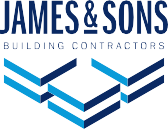 JAMES & SONS
BUILDING CONTRACTORS